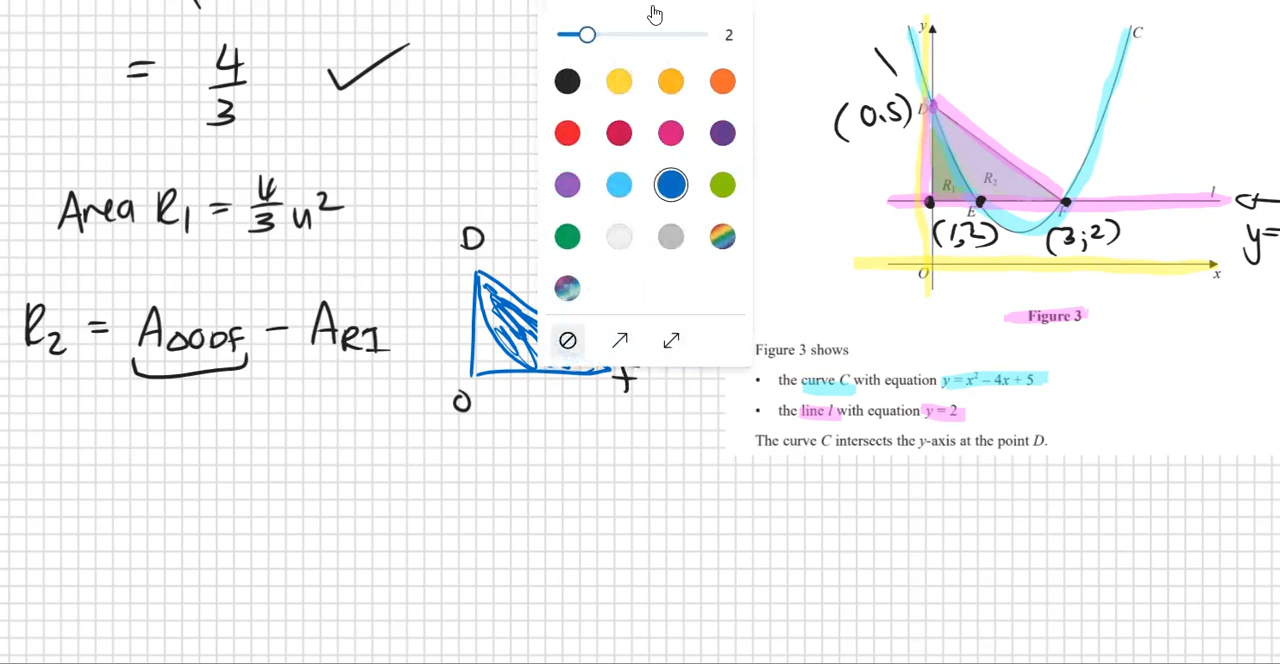 = 4/3 ✓
Area R1 = 4/3 u²
R2 = A△ODF − AR1
D
O
F
2
y
C
(0,5)
D
R1
R2
l
E
F
(1,2)
(3;2)
y=
O
x
Figure 3
Figure 3 shows
• the curve C with equation y = x² – 4x + 5
• the line l with equation y = 2
The curve C intersects the y-axis at the point D.